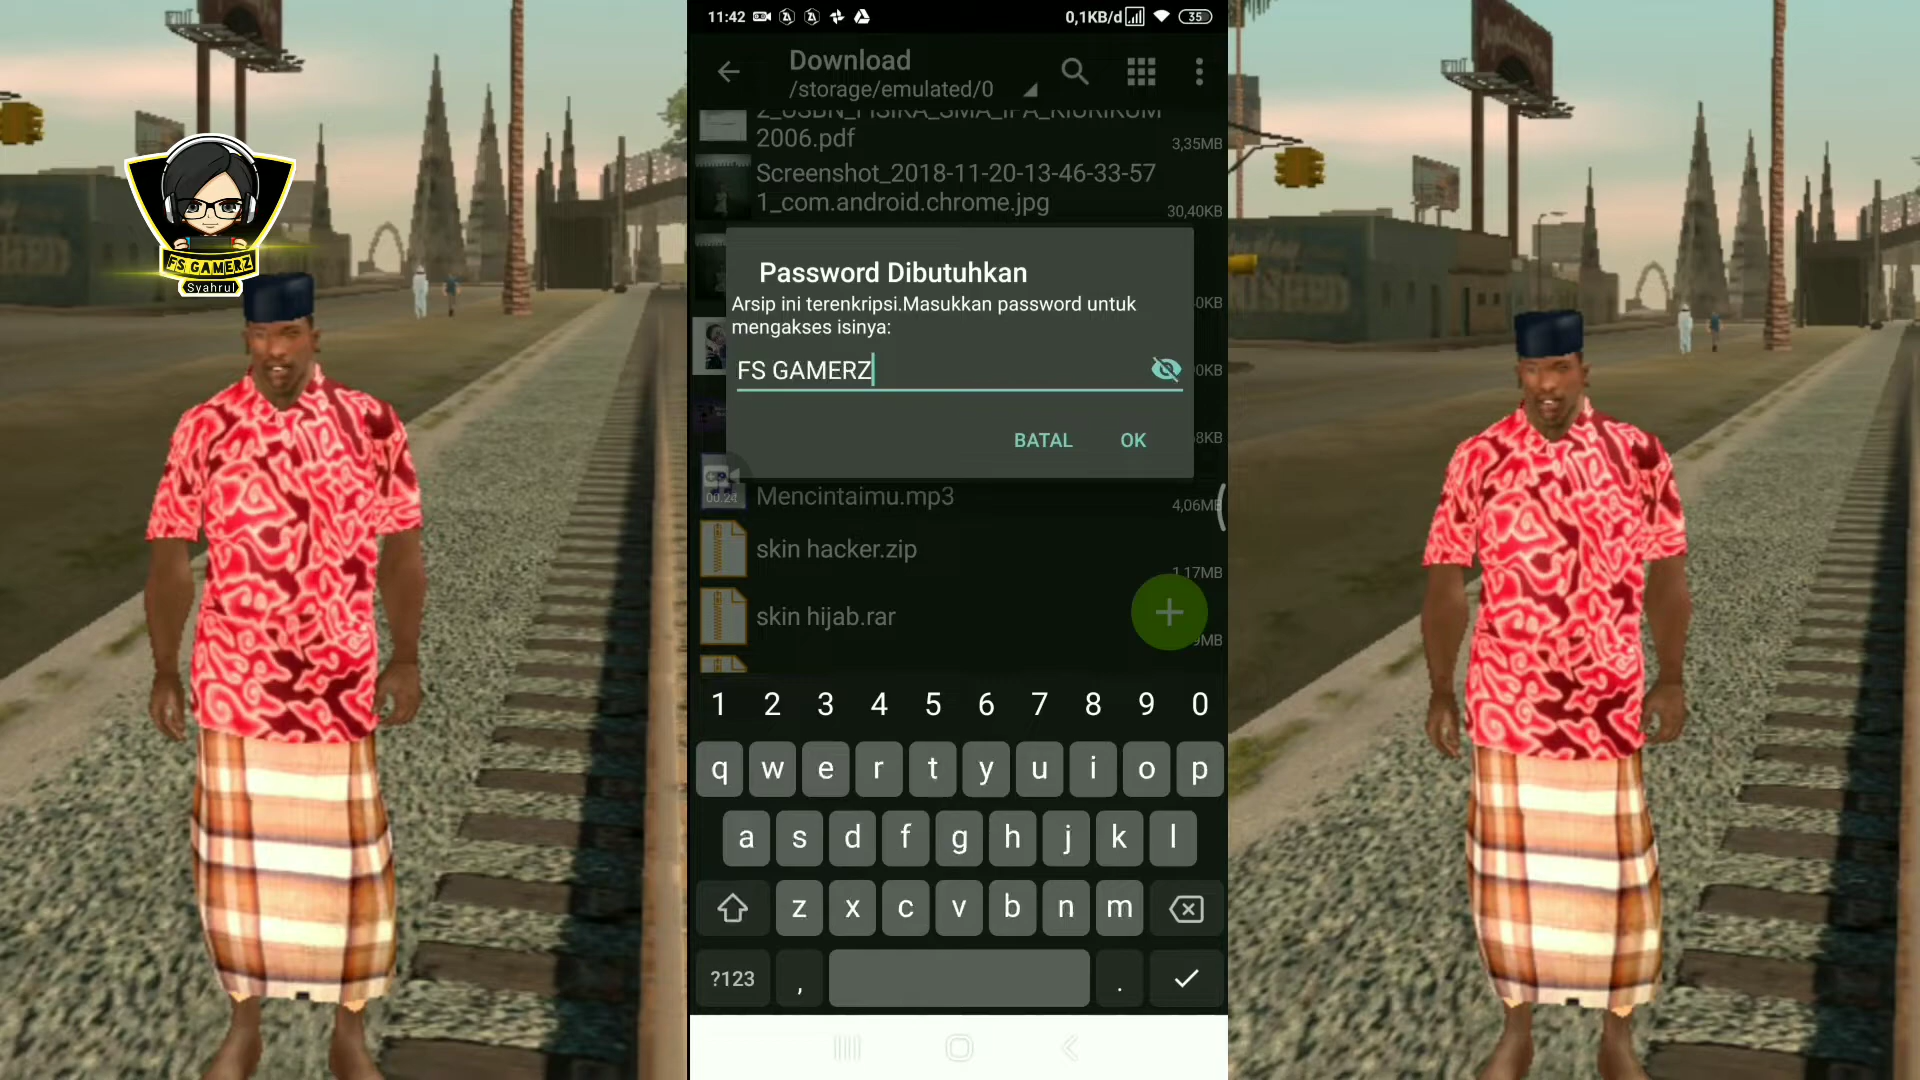 FS GAMERZ
Syahrul
11:42
0,1KB/d
35
Download
/storage/emulated/0
2006.pdf
3,35MB
Screenshot_2018-11-20-13-46-33-57
1_com.android.chrome.jpg
30,40KB
Password Dibutuhkan
Arsip ini terenkripsi.Masukkan password untuk
mengakses isinya:
FS GAMERZ
BATAL OK
00:24
Mencintaimu.mp3
4,06MB
skin hacker.zip
1,17MB
skin hijab.rar
1 2 3 4 5 6 7 8 9 0
q w e r t y u i o p
a s d f g h j k l
z x c v b n m
?123 , .